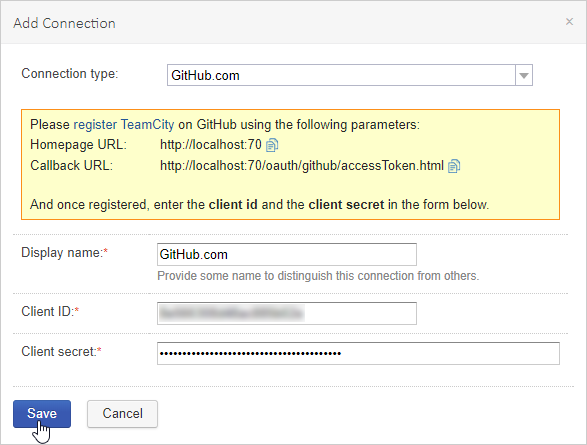 Add Connection ×
Connection type: GitHub.com
Please register TeamCity on GitHub using the following parameters:
Homepage URL: http://localhost:70
Callback URL: http://localhost:70/oauth/github/accessToken.html
And once registered, enter the client id and the client secret in the form below.
Display name:* GitHub.com
Provide some name to distinguish this connection from others.
Client ID:*
Client secret:* ••••••••••••••••••••••••••••••••••••••••
Save Cancel